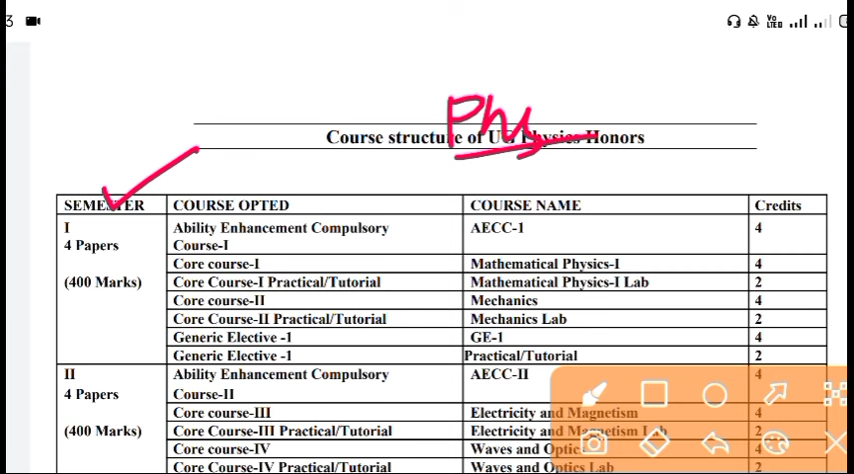 3
Vo
LTE
Phy
Course structure of UG Physics Honors
SEMESTER COURSE OPTED COURSE NAME Credits
I Ability Enhancement Compulsory AECC-1 4
4 Papers Course-I
Core course-I Mathematical Physics-I 4
(400 Marks) Core Course-I Practical/Tutorial Mathematical Physics-I Lab 2
Core course-II Mechanics 4
Core Course-II Practical/Tutorial Mechanics Lab 2
Generic Elective -1 GE-1 4
Generic Elective -1 Practical/Tutorial 2
II Ability Enhancement Compulsory AECC-II 4
4 Papers Course-II
Core course-III Electricity and Magnetism 4
(400 Marks) Core Course-III Practical/Tutorial Electricity and Magnetism Lab 2
Core course-IV Waves and Optics 4
Core Course-IV Practical/Tutorial Waves and Optics Lab 2